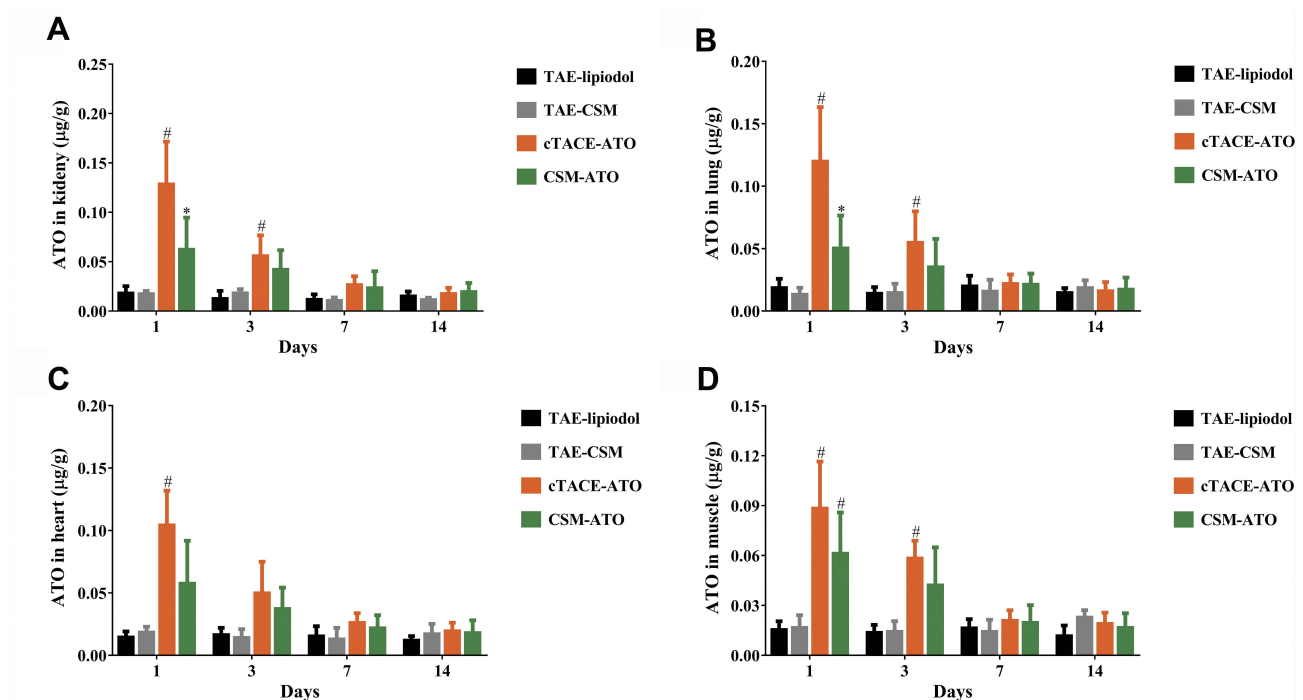 A
ATO in kideny (µg/g)
0.25
0.20
0.15
0.10
0.05
0.00
#
*
#
1 3 7 14
Days
TAE-lipiodol
TAE-CSM
cTACE-ATO
CSM-ATO
B
ATO in lung (µg/g)
0.20
0.15
0.10
0.05
0.00
#
*
#
1 3 7 14
Days
TAE-lipiodol
TAE-CSM
cTACE-ATO
CSM-ATO
C
ATO in heart (µg/g)
0.20
0.15
0.10
0.05
0.00
#
1 3 7 14
Days
TAE-lipiodol
TAE-CSM
cTACE-ATO
CSM-ATO
D
ATO in muscle (µg/g)
0.15
0.12
0.09
0.06
0.03
0.00
#
#
#
1 3 7 14
Days
TAE-lipiodol
TAE-CSM
cTACE-ATO
CSM-ATO